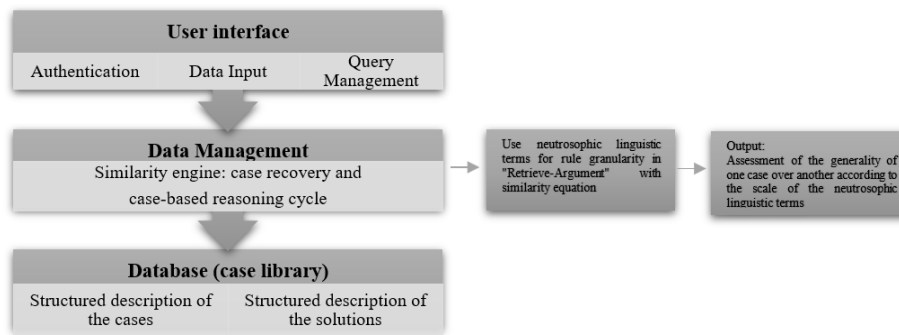 User interface
Authentication
Data Input
Query
Management
Data Management
Similarity engine: case recovery and
case-based reasoning cycle
Use neutrosophic linguistic
terms for rule granularity in
"Retrieve-Argument" with
similarity equation
Output:
Assessment of the generality of
one case over another according to
the scale of the neutrosophic
linguistic terms
Database (case library)
Structured description of
the cases
Structured description of
the solutions